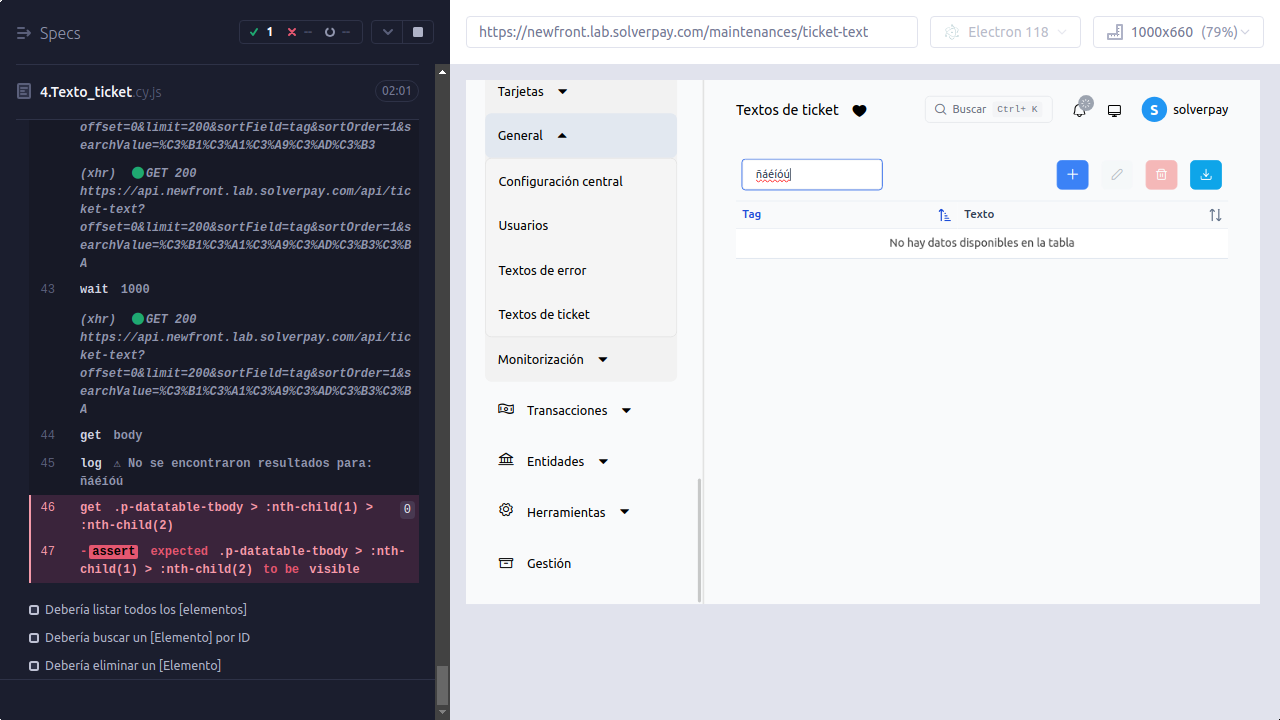 Specs
1
--
--
4.Texto_ticket.cy.js
02:01
offset=0&limit=200&sortField=tag&sortOrder=1&s
earchValue=%C3%B1%C3%A1%C3%A9%C3%AD%C3%B3
(xhr) GET 200
https://api.newfront.lab.solverpay.com/api/tic
ket-text?
offset=0&limit=200&sortField=tag&sortOrder=1&s
earchValue=%C3%B1%C3%A1%C3%A9%C3%AD%C3%B3%C3%B
A
43 wait 1000
(xhr) GET 200
https://api.newfront.lab.solverpay.com/api/tic
ket-text?
offset=0&limit=200&sortField=tag&sortOrder=1&s
earchValue=%C3%B1%C3%A1%C3%A9%C3%AD%C3%B3%C3%B
A
44 get body
45 log ⚠ No se encontraron resultados para:
ñáéíóú
46 get .p-datatable-tbody > :nth-child(1) > 0
:nth-child(2)
47 -assert expected .p-datatable-tbody > :nth-
child(1) > :nth-child(2) to be visible
Debería listar todos los [elementos]
Debería buscar un [Elemento] por ID
Debería eliminar un [Elemento]
https://newfront.lab.solverpay.com/maintenances/ticket-text
Electron 118
1000x660 (79%)
Tarjetas
General
Configuración central
Usuarios
Textos de error
Textos de ticket
Monitorización
Transacciones
Entidades
Herramientas
Gestión
Textos de ticket
Buscar Ctrl+ K
S solverpay
ñáéíóú
Tag
Texto
No hay datos disponibles en la tabla